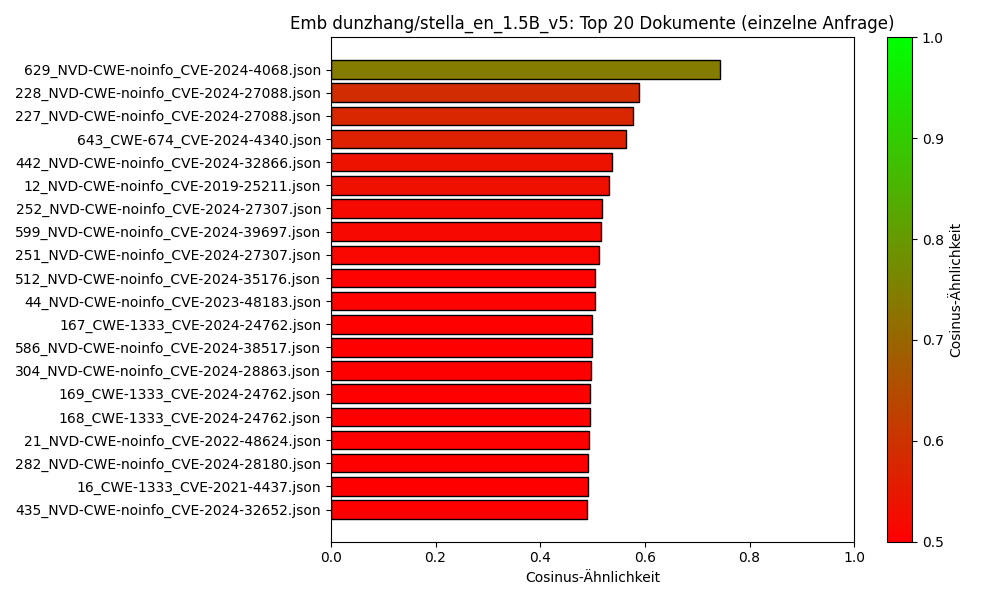 Emb dunzhang/stella_en_1.5B_v5: Top 20 Dokumente (einzelne Anfrage)
629_NVD-CWE-noinfo_CVE-2024-4068.json
228_NVD-CWE-noinfo_CVE-2024-27088.json
227_NVD-CWE-noinfo_CVE-2024-27088.json
643_CWE-674_CVE-2024-4340.json
442_NVD-CWE-noinfo_CVE-2024-32866.json
12_NVD-CWE-noinfo_CVE-2019-25211.json
252_NVD-CWE-noinfo_CVE-2024-27307.json
599_NVD-CWE-noinfo_CVE-2024-39697.json
251_NVD-CWE-noinfo_CVE-2024-27307.json
512_NVD-CWE-noinfo_CVE-2024-35176.json
44_NVD-CWE-noinfo_CVE-2023-48183.json
167_CWE-1333_CVE-2024-24762.json
586_NVD-CWE-noinfo_CVE-2024-38517.json
304_NVD-CWE-noinfo_CVE-2024-28863.json
169_CWE-1333_CVE-2024-24762.json
168_CWE-1333_CVE-2024-24762.json
21_NVD-CWE-noinfo_CVE-2022-48624.json
282_NVD-CWE-noinfo_CVE-2024-28180.json
16_CWE-1333_CVE-2021-4437.json
435_NVD-CWE-noinfo_CVE-2024-32652.json
0.0 0.2 0.4 0.6 0.8 1.0
Cosinus-Ähnlichkeit
1.0
0.9
0.8
0.7
0.6
0.5
Cosinus-Ähnlichkeit